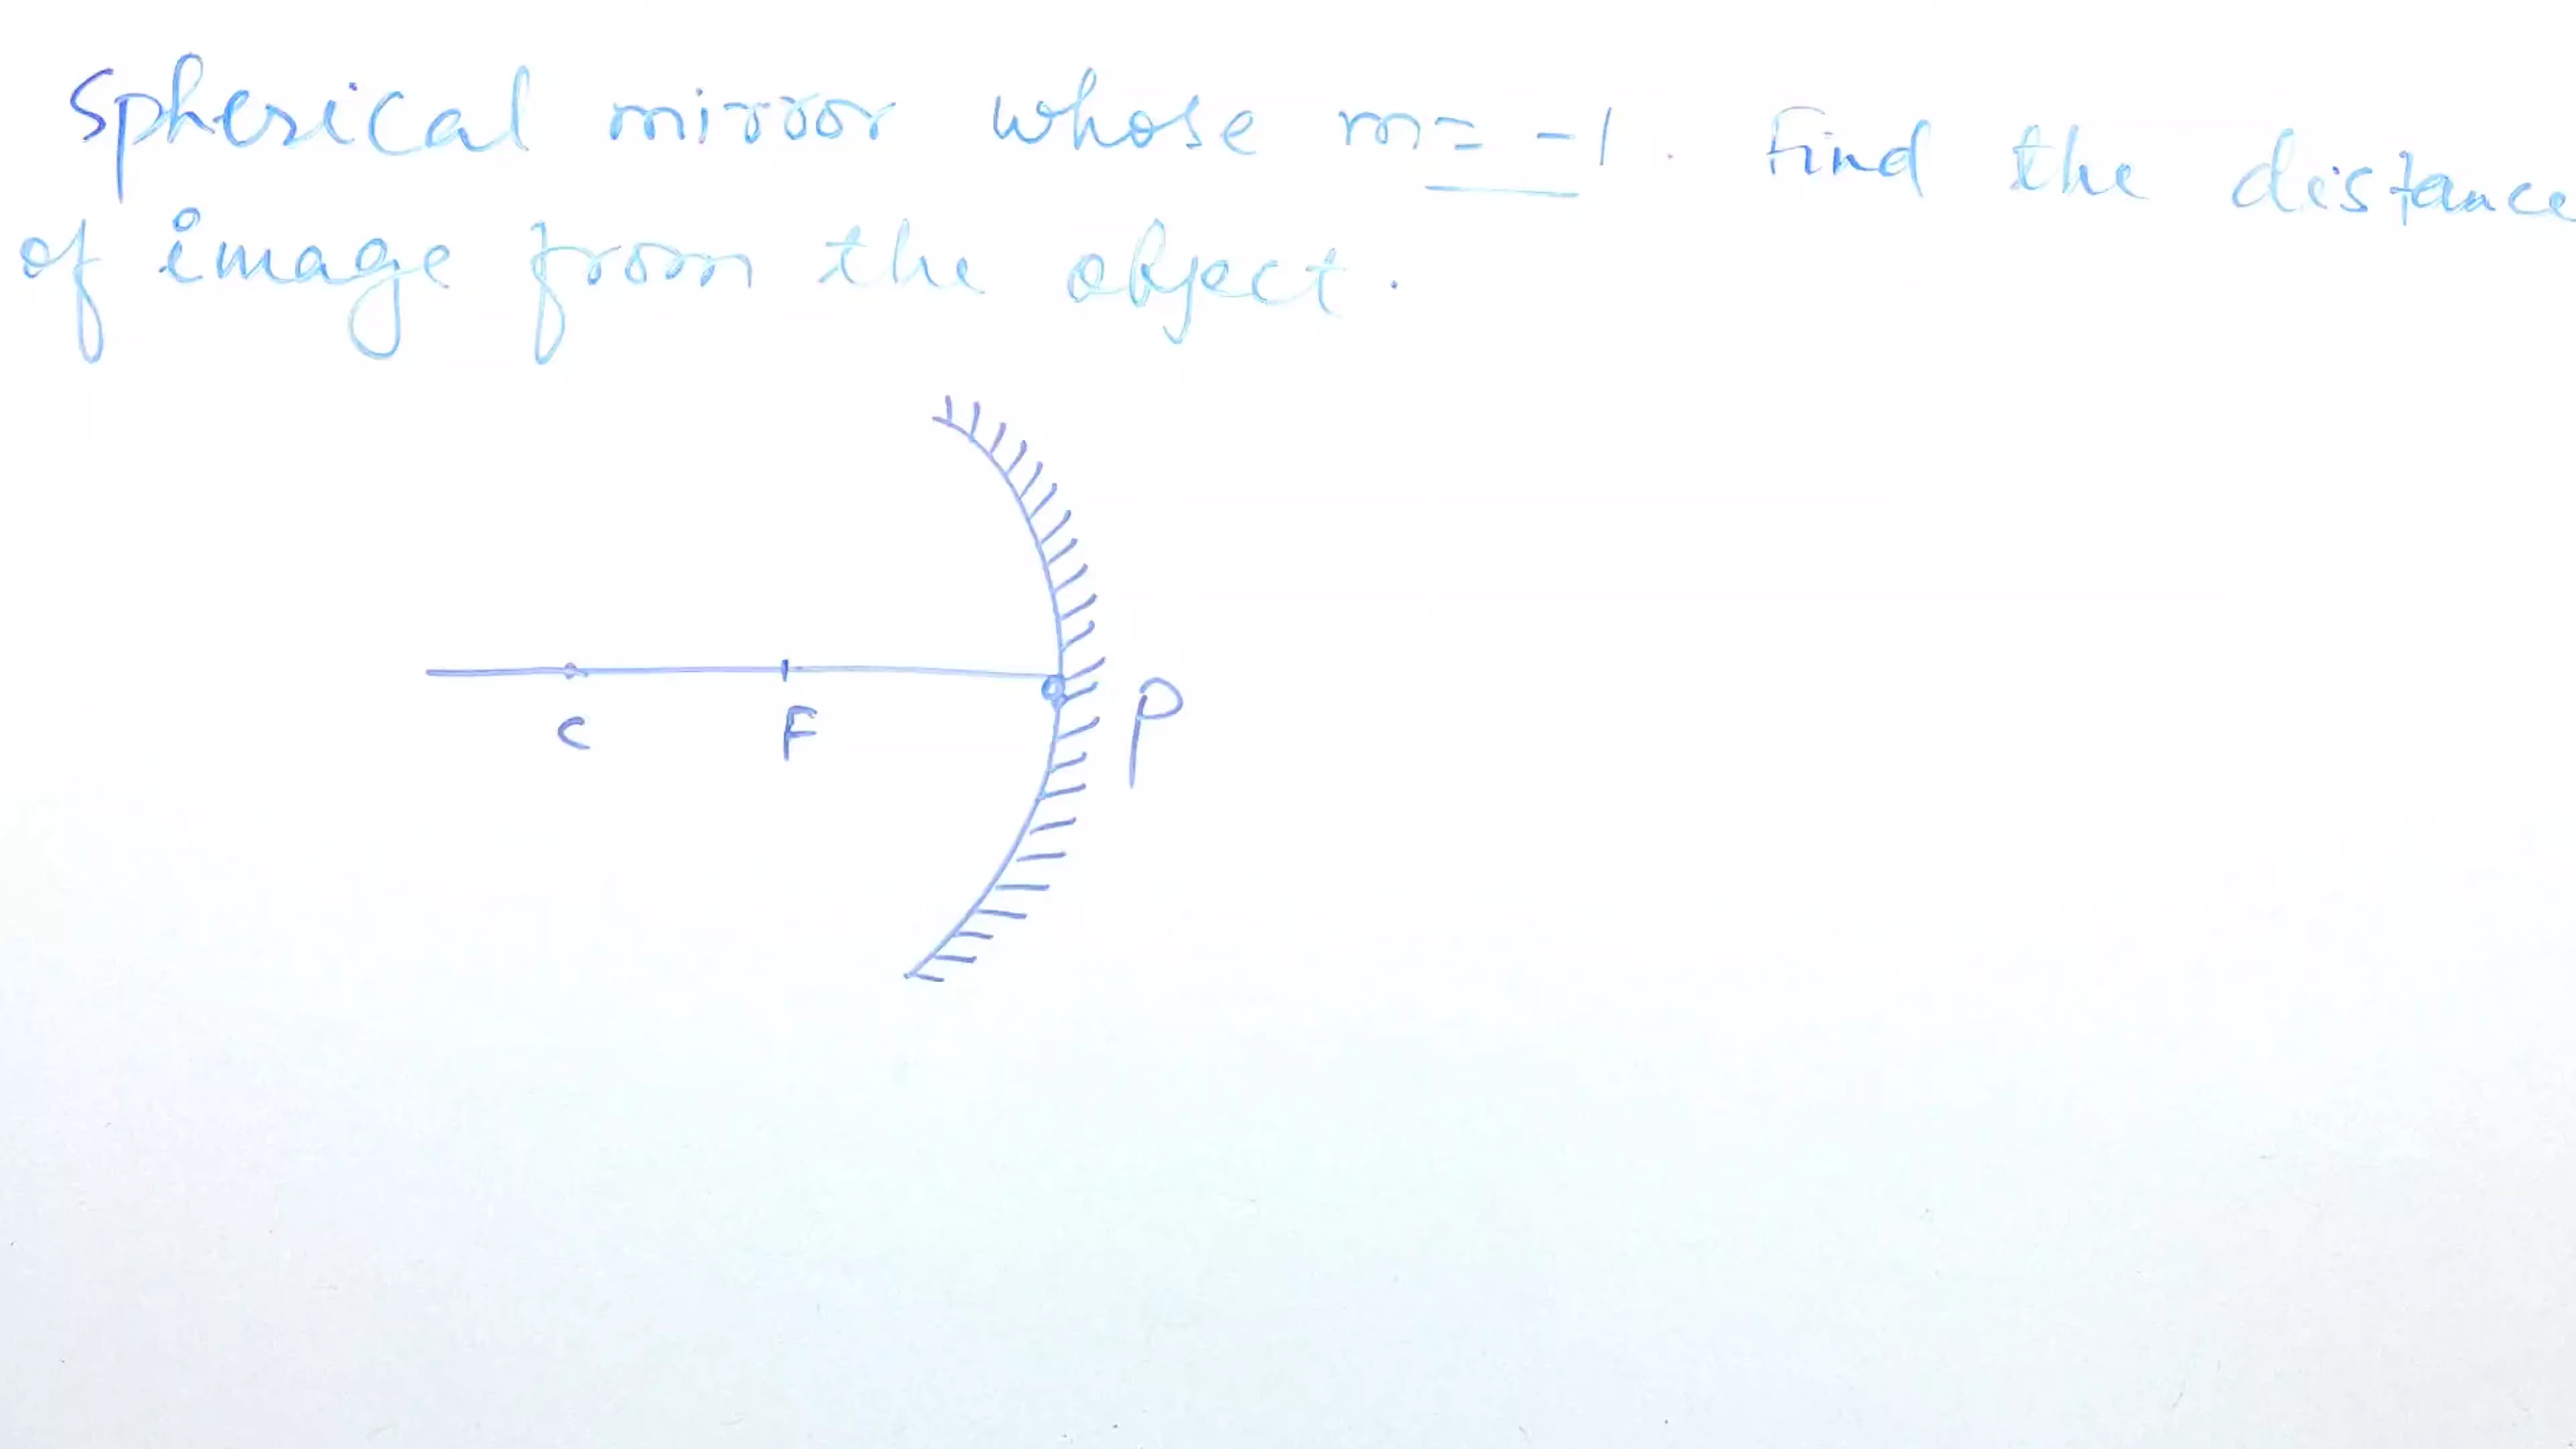 Spherical mirror whose m = -1. Find the distance
of image from the object.
C F P